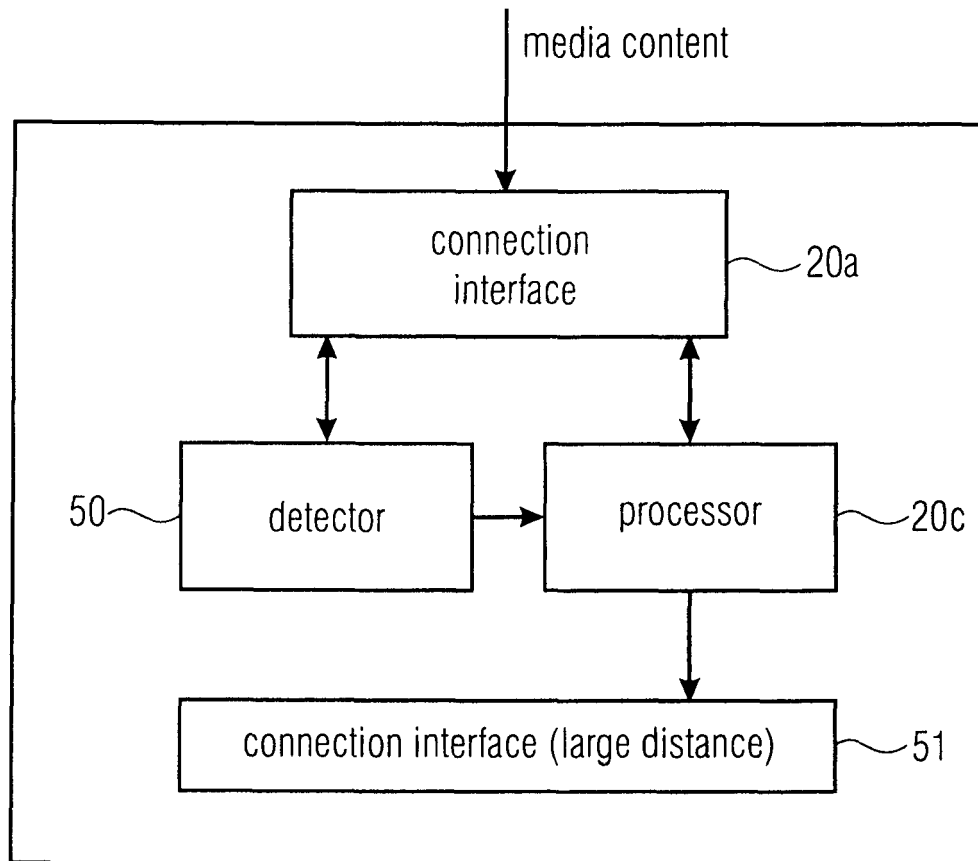 media content
connection
interface
20a
50
detector
processor
20c
connection interface (large distance)
51